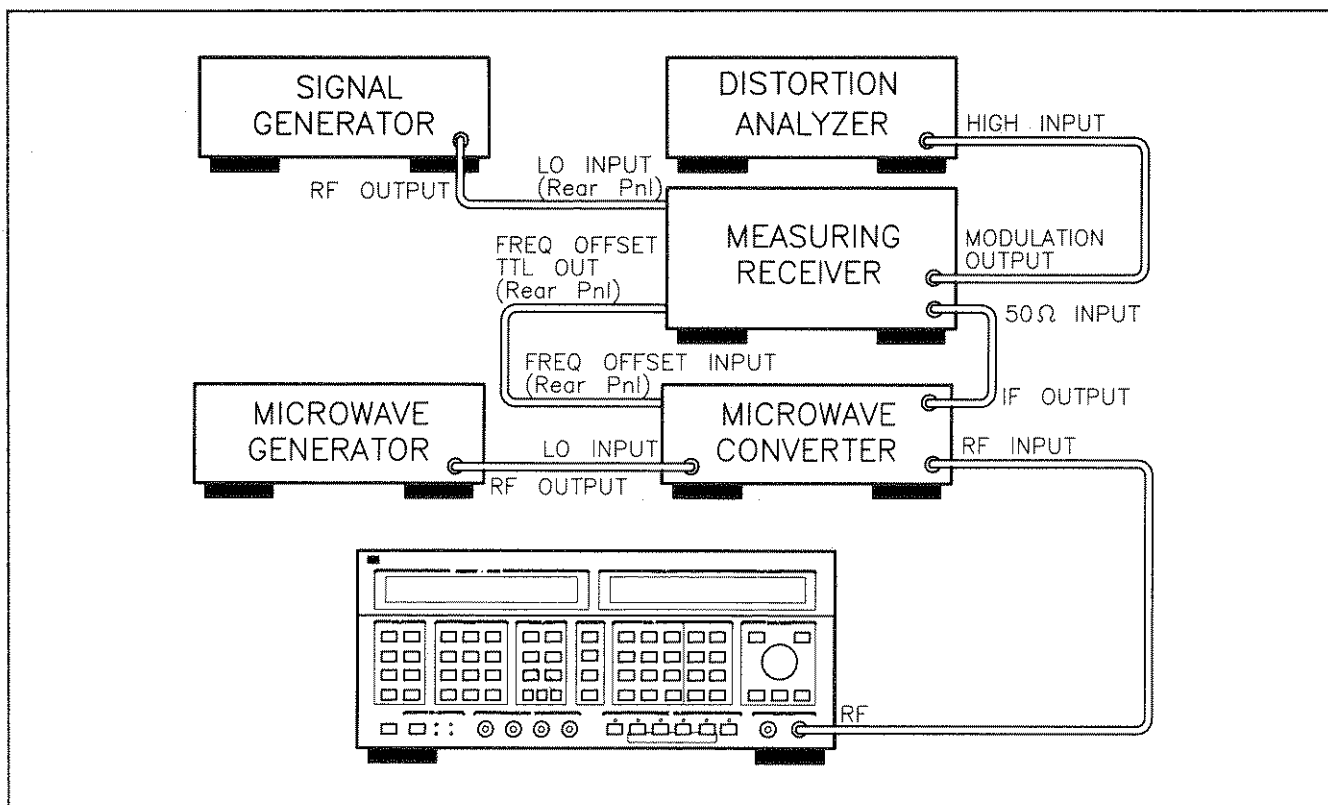 SIGNAL
GENERATOR
RF OUTPUT
DISTORTION
ANALYZER
HIGH INPUT
LO INPUT
(Rear Pnl)
MEASURING
RECEIVER
MODULATION
OUTPUT
50Ω INPUT
FREQ OFFSET
TTL OUT
(Rear Pnl)
FREQ OFFSET INPUT
(Rear Pnl)
MICROWAVE
GENERATOR
RF OUTPUT
LO INPUT
MICROWAVE
CONVERTER
IF OUTPUT
RF INPUT
RF